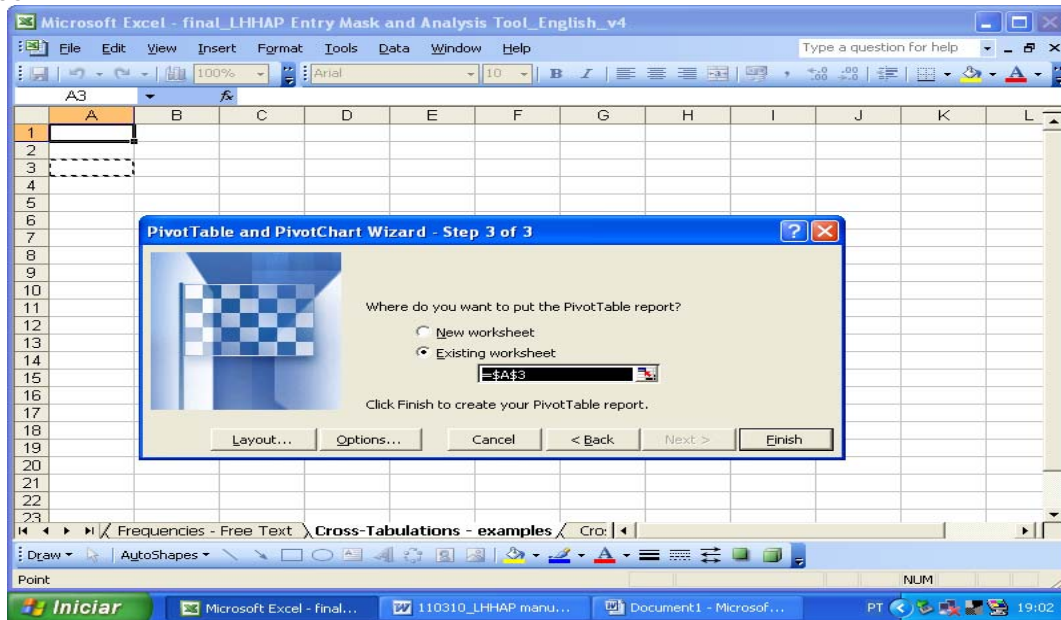 Microsoft Excel - final_LHHAP Entry Mask and Analysis Tool_English_v4
File Edit View Insert Format Tools Data Window Help Type a question for help
100% Arial 10 B I A
A3 fx
A B C D E F G H I J K L
1
2
3
4
5
6
7
8
9
10
11
12
13
14
15
16
17
18
19
20
21
22
23
PivotTable and PivotChart Wizard - Step 3 of 3
Where do you want to put the PivotTable report?
New worksheet
Existing worksheet
=$A$3
Click Finish to create your PivotTable report.
Layout... Options... Cancel < Back Next > Finish
Frequencies - Free Text Cross-Tabulations - examples Cro
Draw AutoShapes A
Point NUM
Iniciar Microsoft Excel - final... 110310_LHHAP manu... Document1 - Microsof... PT 19:02